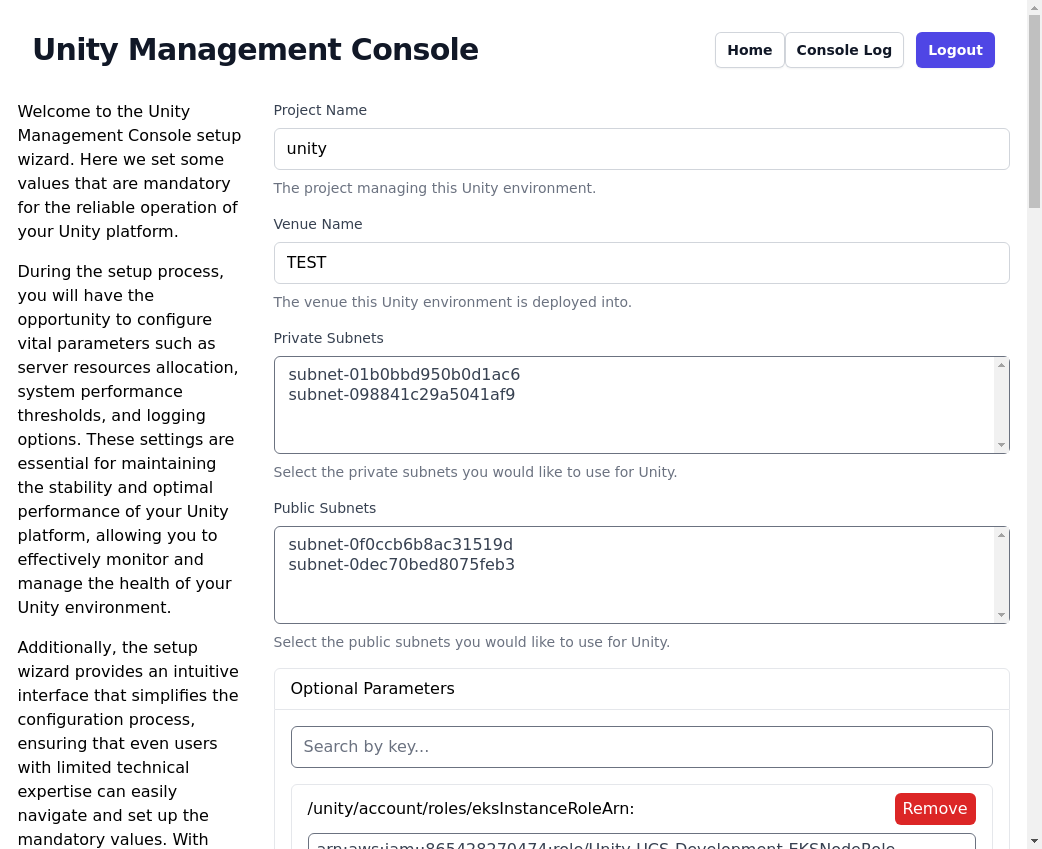 Unity Management Console
Home
Console Log
Logout
Welcome to the Unity
Management Console setup
wizard. Here we set some
values that are mandatory
for the reliable operation of
your Unity platform.
During the setup process,
you will have the
opportunity to configure
vital parameters such as
server resources allocation,
system performance
thresholds, and logging
options. These settings are
essential for maintaining
the stability and optimal
performance of your Unity
platform, allowing you to
effectively monitor and
manage the health of your
Unity environment.
Additionally, the setup
wizard provides an intuitive
interface that simplifies the
configuration process,
ensuring that even users
with limited technical
expertise can easily
navigate and set up the
mandatory values. With
Project Name
unity
The project managing this Unity environment.
Venue Name
TEST
The venue this Unity environment is deployed into.
Private Subnets
subnet-01b0bbd950b0d1ac6
subnet-098841c29a5041af9
Select the private subnets you would like to use for Unity.
Public Subnets
subnet-0f0ccb6b8ac31519d
subnet-0dec70bed8075feb3
Select the public subnets you would like to use for Unity.
Optional Parameters
Search by key...
/unity/account/roles/eksInstanceRoleArn:
Remove
arn:aws:iam::865428270474:role/Unity-UCS-Development-EKSNodeRole